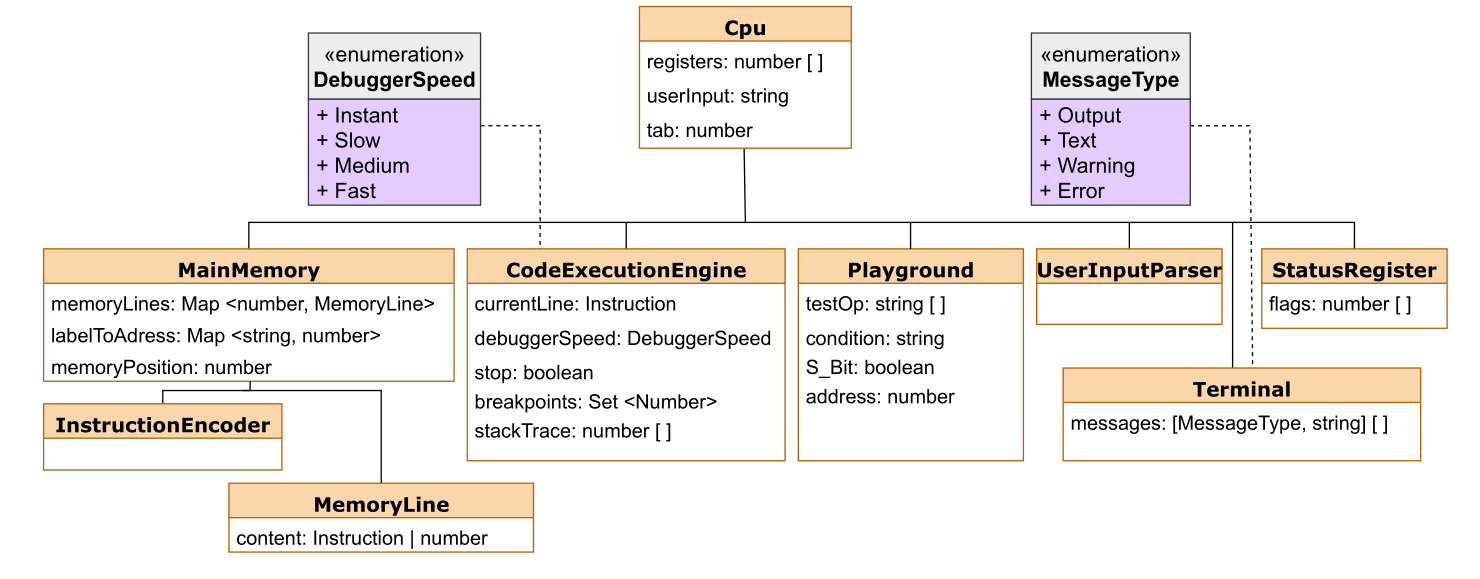 Cpu
registers: number [ ]
userInput: string
tab: number
«enumeration»
DebuggerSpeed
+ Instant
+ Slow
+ Medium
+ Fast
«enumeration»
MessageType
+ Output
+ Text
+ Warning
+ Error
MainMemory
memoryLines: Map <number, MemoryLine>
labelToAdress: Map <string, number>
memoryPosition: number
CodeExecutionEngine
currentLine: Instruction
debuggerSpeed: DebuggerSpeed
stop: boolean
breakpoints: Set <Number>
stackTrace: number [ ]
Playground
testOp: string [ ]
condition: string
S_Bit: boolean
address: number
UserInputParser
StatusRegister
flags: number [ ]
Terminal
messages: [MessageType, string] [ ]
InstructionEncoder
MemoryLine
content: Instruction | number